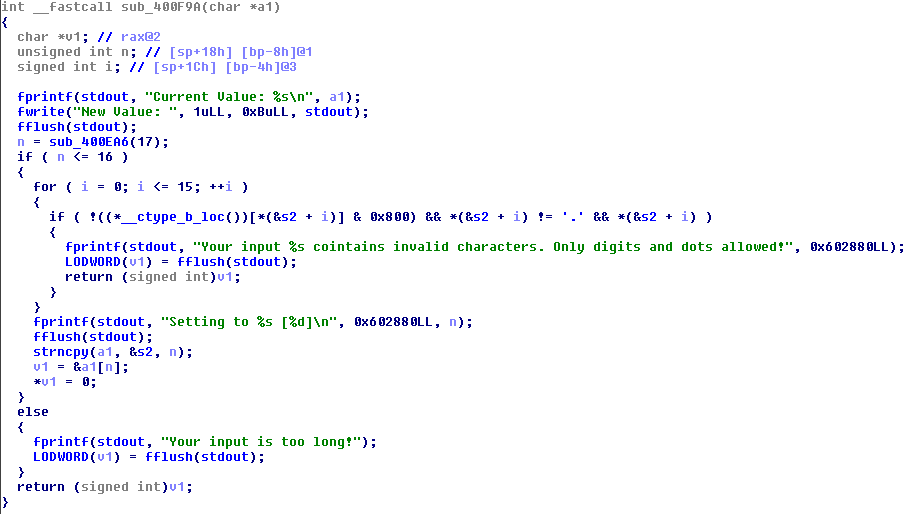 int __fastcall sub_400F9A(char *a1)
{
  char *v1; // rax@2
  unsigned int n; // [sp+18h] [bp-8h]@1
  signed int i; // [sp+1Ch] [bp-4h]@3

  fprintf(stdout, "Current Value: %s\n", a1);
  fwrite("New Value: ", 1uLL, 0xBuLL, stdout);
  fflush(stdout);
  n = sub_400EA6(17);
  if ( n <= 16 )
  {
    for ( i = 0; i <= 15; ++i )
    {
      if ( !((*__ctype_b_loc())[*(&s2 + i)] & 0x800) && *(&s2 + i) != '.' && *(&s2 + i) )
      {
        fprintf(stdout, "Your input %s cointains invalid characters. Only digits and dots allowed!", 0x602880LL);
        LODWORD(v1) = fflush(stdout);
        return (signed int)v1;
      }
    }
    fprintf(stdout, "Setting to %s [%d]\n", 0x602880LL, n);
    fflush(stdout);
    strncpy(a1, &s2, n);
    v1 = &a1[n];
    *v1 = 0;
  }
  else
  {
    fprintf(stdout, "Your input is too long!");
    LODWORD(v1) = fflush(stdout);
  }
  return (signed int)v1;
}